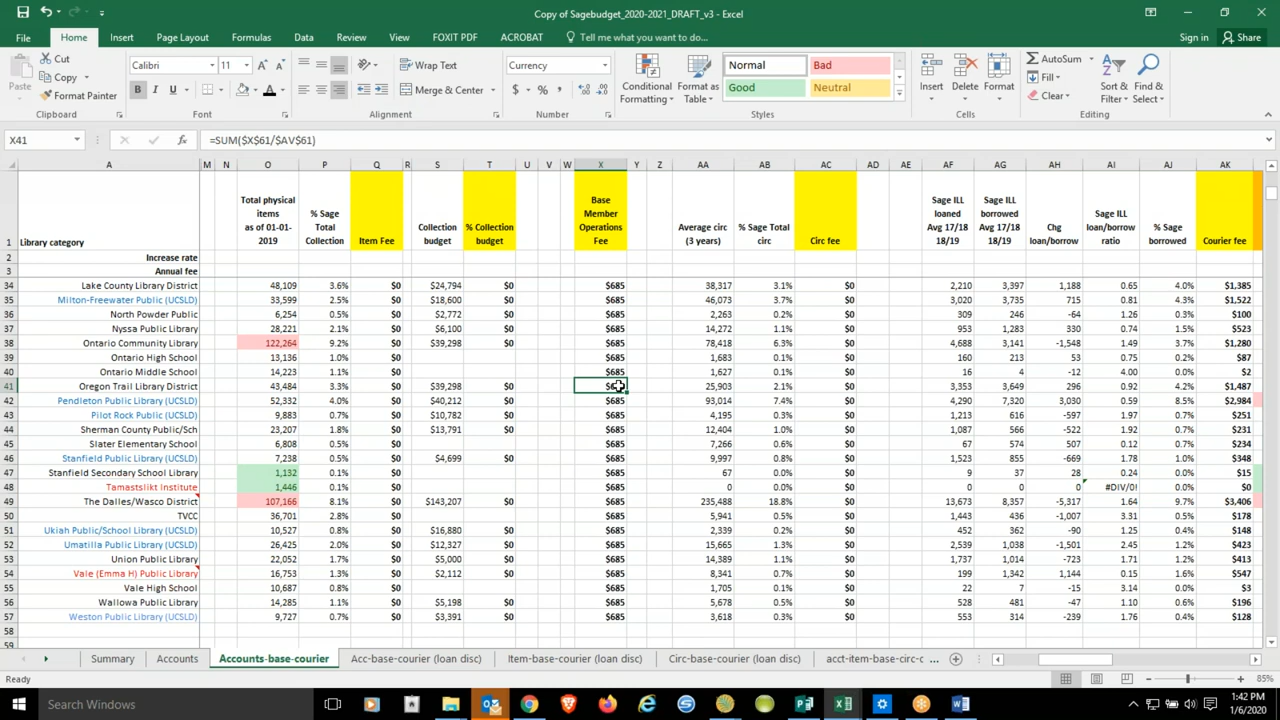 Copy of Sagebudget_2020-2021_DRAFT_v3 - Excel
File Home Insert Page Layout Formulas Data Review View FOXIT PDF ACROBAT Tell me what you want to do... Sign in Share
Paste Cut Copy Format Painter Clipboard
Calibri 11 B I U A Font
Wrap Text Merge & Center Alignment
Currency $ % , Number
Conditional Formatting Format as Table Normal Bad Good Neutral Styles
Insert Delete Format Cells
AutoSum Fill Clear Sort & Filter Find & Select Editing
X41 fx =SUM($X$61/$AV$61)
A M N O P Q R S T U V W X Y Z AA AB AC AD AE AF AG AH AI AJ AK
1 Library category Total physical items as of 01-01-2019 % Sage Total Collection Item Fee Collection budget % Collection budget Base Member Operations Fee Average circ (3 years) % Sage Total circ Circ fee Sage ILL loaned Avg 17/18 18/19 Sage ILL borrowed Avg 17/18 18/19 Chg loan/borrow Sage ILL loan/borrow ratio % Sage borrowed Courier fee
2 Increase rate
3 Annual fee
34 Lake County Library District 48,109 3.6% $0 $24,794 $0 $685 38,317 3.1% $0 2,210 3,397 1,188 0.65 4.0% $1,385
35 Milton-Freewater Public (UCSLD) 33,599 2.5% $0 $18,600 $0 $685 46,073 3.7% $0 3,020 3,735 715 0.81 4.3% $1,522
36 North Powder Public 6,254 0.5% $0 $2,772 $0 $685 2,263 0.2% $0 309 246 -64 1.26 0.3% $100
37 Nyssa Public Library 28,221 2.1% $0 $6,100 $0 $685 14,272 1.1% $0 953 1,283 330 0.74 1.5% $523
38 Ontario Community Library 122,264 9.2% $0 $39,298 $0 $685 78,418 6.3% $0 4,688 3,141 -1,548 1.49 3.7% $1,280
39 Ontario High School 13,136 1.0% $0 $685 1,683 0.1% $0 160 213 53 0.75 0.2% $87
40 Ontario Middle School 14,223 1.1% $0 $685 1,627 0.1% $0 16 4 -12 4.00 0.0% $2
41 Oregon Trail Library District 43,484 3.3% $0 $39,298 $0 25,903 2.1% $0 3,353 3,649 296 0.92 4.2% $1,487
42 Pendleton Public Library (UCSLD) 52,332 4.0% $0 $40,212 $0 $685 93,014 7.4% $0 4,290 7,320 3,030 0.59 8.5% $2,984
43 Pilot Rock Public (UCSLD) 9,883 0.7% $0 $10,782 $0 $685 4,195 0.3% $0 1,213 616 -597 1.97 0.7% $251
44 Sherman County Public/Sch 23,207 1.8% $0 $13,791 $0 $685 12,404 1.0% $0 1,087 566 -522 1.92 0.7% $231
45 Slater Elementary School 6,808 0.5% $0 $685 7,266 0.6% $0 67 574 507 0.12 0.7% $234
46 Stanfield Public Library (UCSLD) 7,238 0.5% $0 $4,699 $0 $685 9,997 0.8% $0 1,523 855 -669 1.78 1.0% $348
47 Stanfield Secondary School Library 1,132 0.1% $0 $685 67 0.0% $0 9 37 28 0.24 0.0% $15
48 Tamastslikt Institute 1,446 0.1% $0 $685 0 0.0% $0 0 0 0 #DIV/0! 0.0% $0
49 The Dalles/Wasco District 107,166 8.1% $0 $143,207 $0 $685 235,488 18.8% $0 13,673 8,357 -5,317 1.64 9.7% $3,406
50 TVCC 36,701 2.8% $0 $685 5,941 0.5% $0 1,443 436 -1,007 3.31 0.5% $178
51 Ukiah Public/School Library (UCSLD) 10,527 0.8% $0 $16,880 $0 $685 2,339 0.2% $0 452 362 -90 1.25 0.4% $148
52 Umatilla Public Library (UCSLD) 26,425 2.0% $0 $12,327 $0 $685 15,665 1.3% $0 2,539 1,038 -1,501 2.45 1.2% $423
53 Union Public Library 22,052 1.7% $0 $5,000 $0 $685 14,389 1.1% $0 1,737 1,014 -723 1.71 1.2% $413
54 Vale (Emma H) Public Library 16,753 1.3% $0 $2,112 $0 $685 8,341 0.7% $0 199 1,342 1,144 0.15 1.6% $547
55 Vale High School 10,687 0.8% $0 $685 1,705 0.1% $0 22 7 -15 3.14 0.0% $3
56 Wallowa Public Library 14,285 1.1% $0 $5,198 $0 $685 5,678 0.5% $0 528 481 -47 1.10 0.6% $196
57 Weston Public Library (UCSLD) 9,727 0.7% $0 $3,391 $0 $685 3,618 0.3% $0 553 314 -239 1.76 0.4% $128
58
59
Summary Accounts Accounts-base-courier Acc-base-courier (loan disc) Item-base-courier (loan disc) Circ-base-courier (loan disc) acct-item-base-circ-c ...
Ready 85%
Search Windows 1:42 PM
1/6/2020